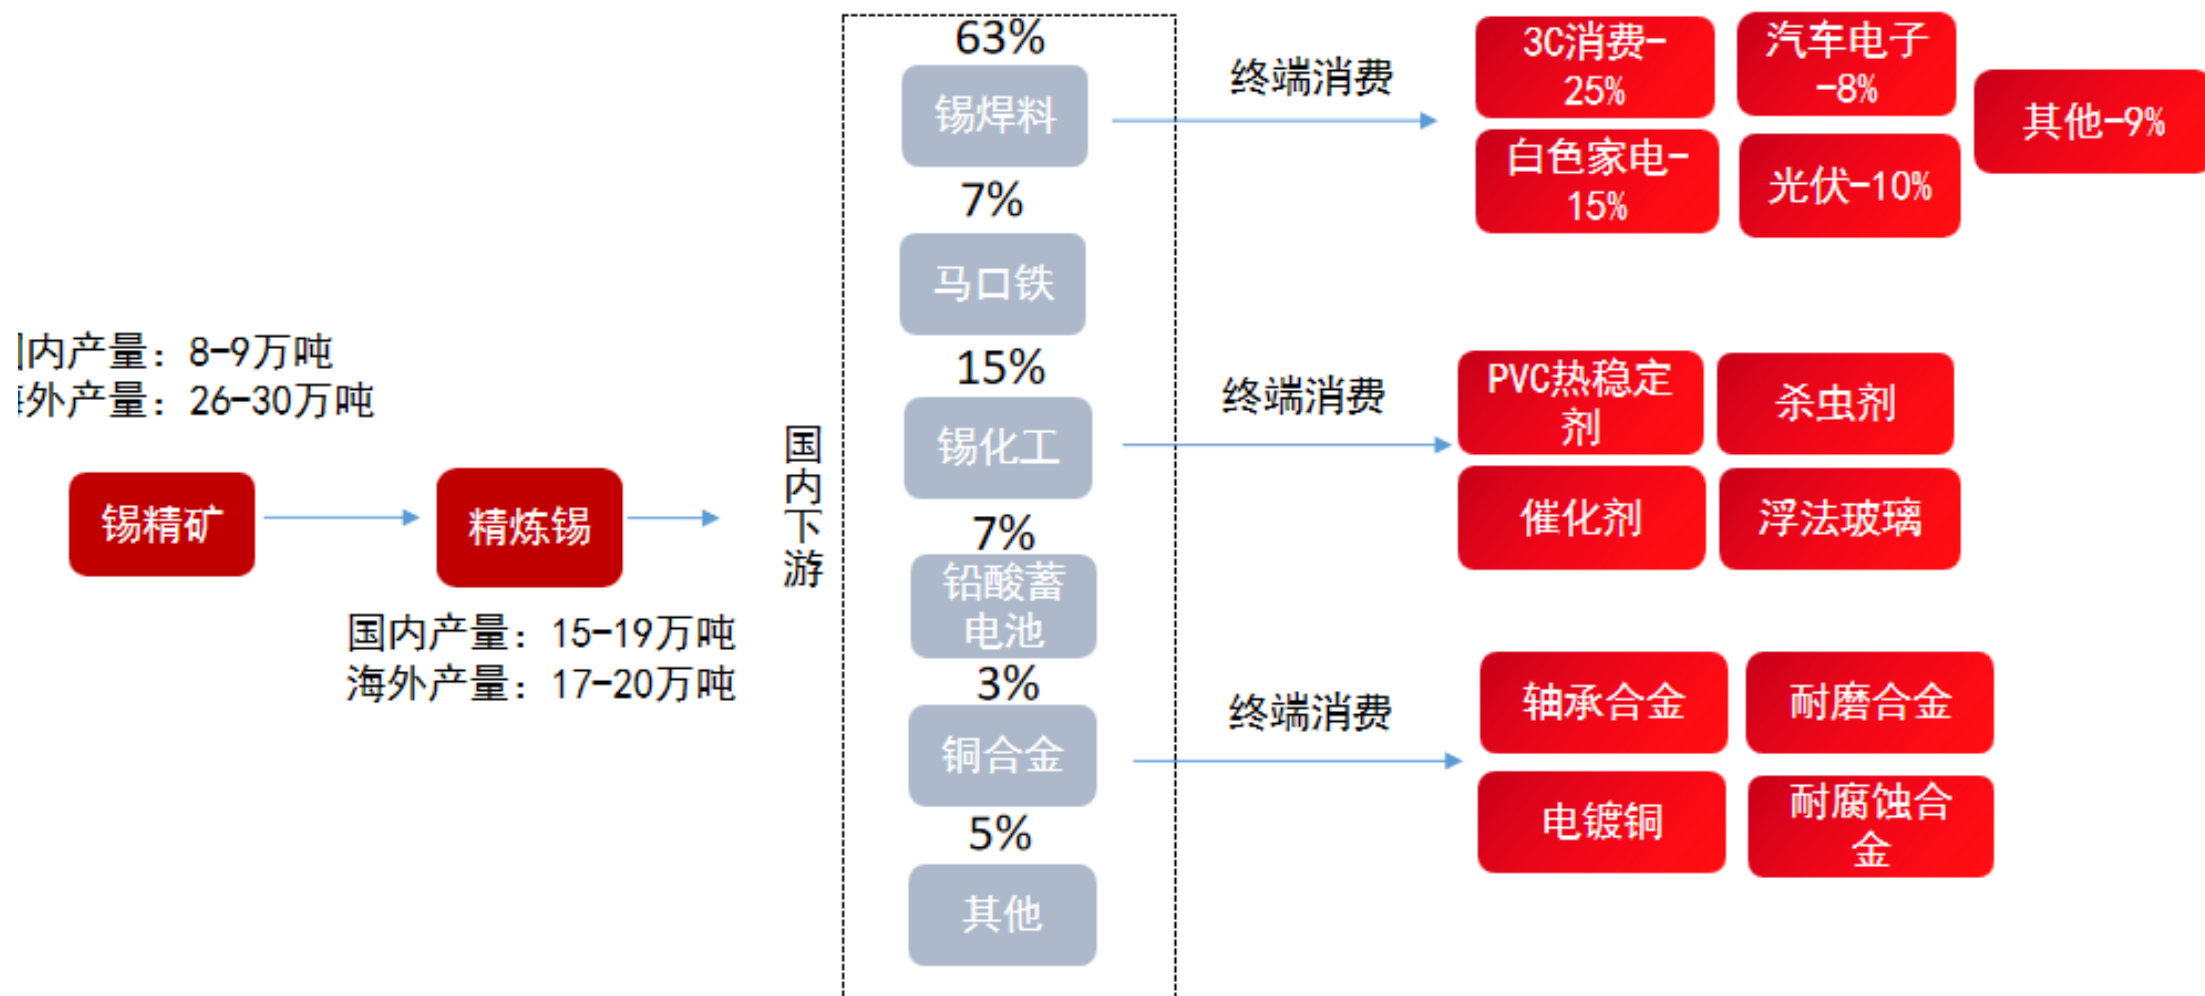 内产量：8-9万吨
外产量：26-30万吨
锡精矿
精炼锡
国内产量：15-19万吨
海外产量：17-20万吨
国内下游
63%
锡焊料
7%
马口铁
15%
锡化工
7%
铅酸蓄
电池
3%
铜合金
5%
其他
终端消费
3C消费-
25%
汽车电子
-8%
白色家电-
15%
光伏-10%
其他-9%
终端消费
PVC热稳定
剂
杀虫剂
催化剂
浮法玻璃
终端消费
轴承合金
耐磨合金
电镀铜
耐腐蚀合
金